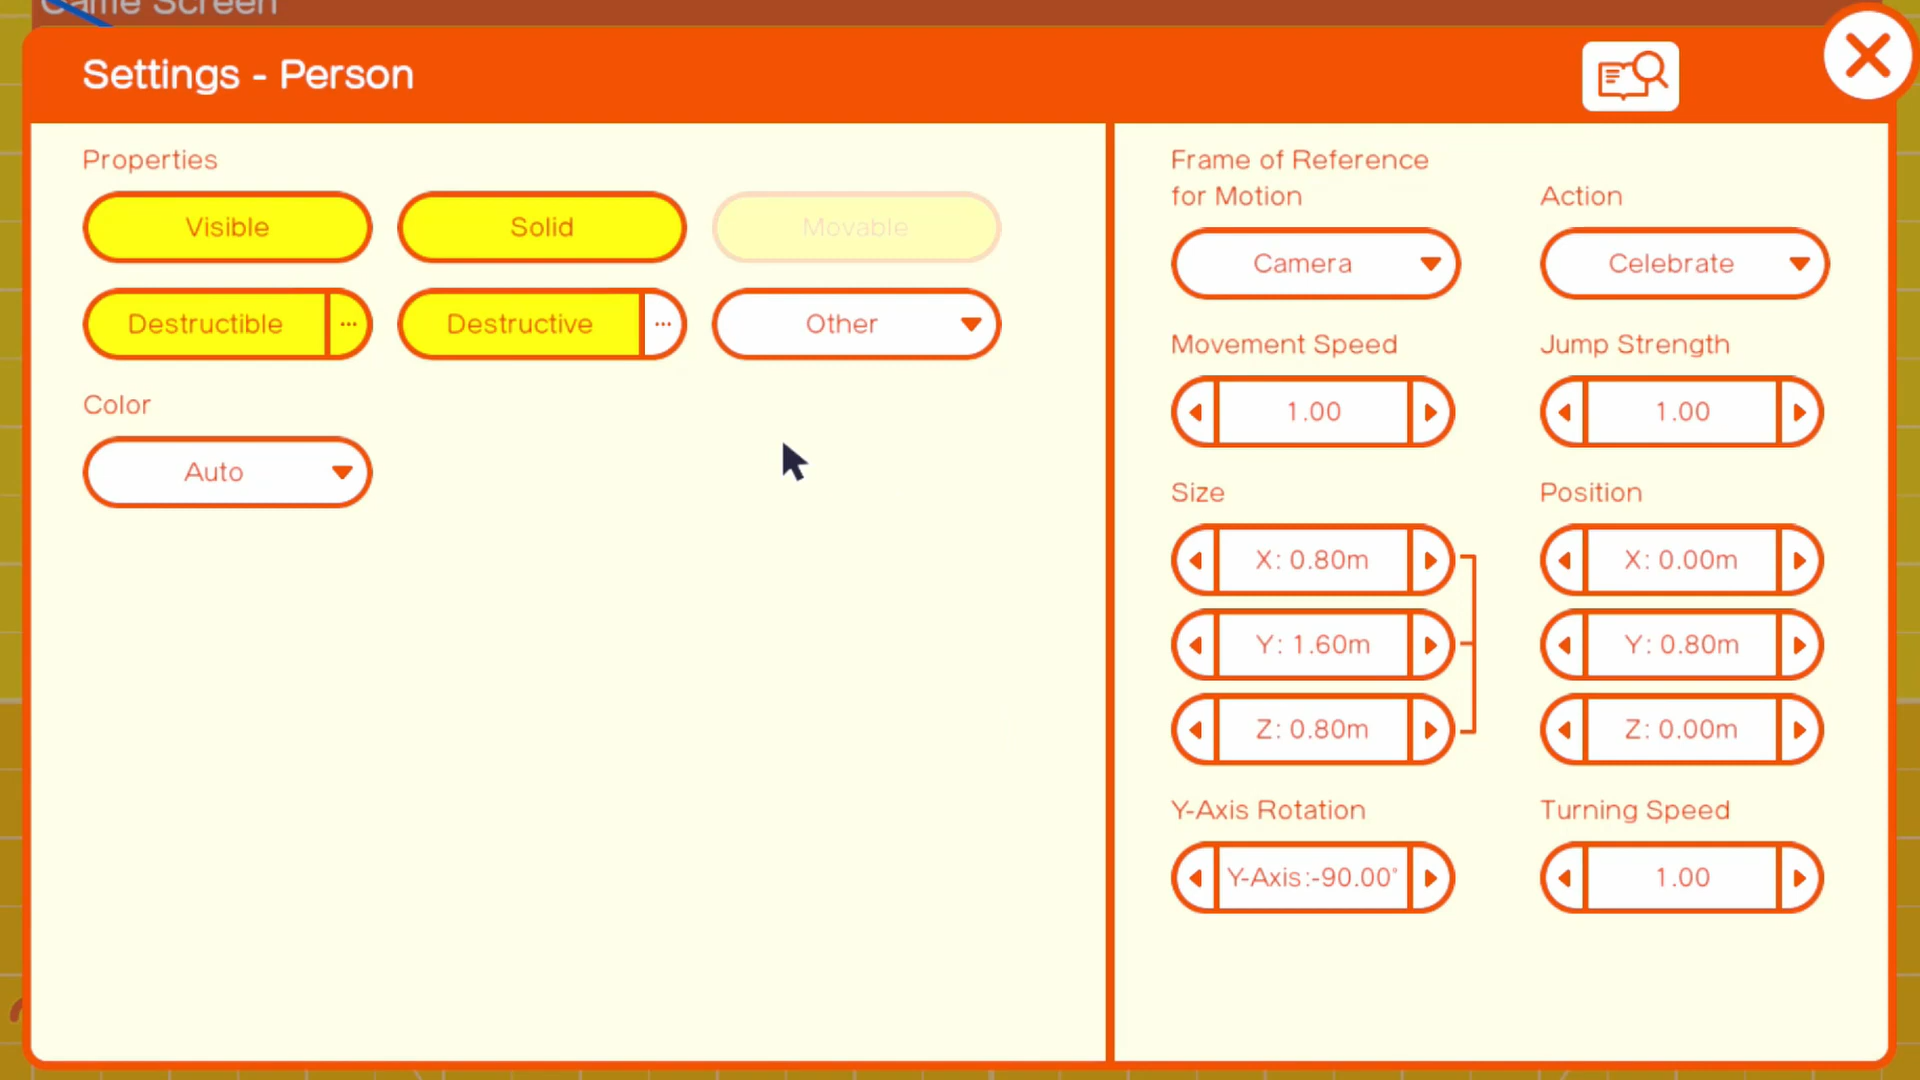 Game Screen
Settings - Person
Properties
Visible
Solid
Movable
Destructible
...
Destructive
...
Other
Color
Auto
Frame of Reference
for Motion
Action
Camera
Celebrate
Movement Speed
Jump Strength
1.00
1.00
Size
Position
X: 0.80m
X: 0.00m
Y: 1.60m
Y: 0.80m
Z: 0.80m
Z: 0.00m
Y-Axis Rotation
Turning Speed
Y-Axis:-90.00°
1.00